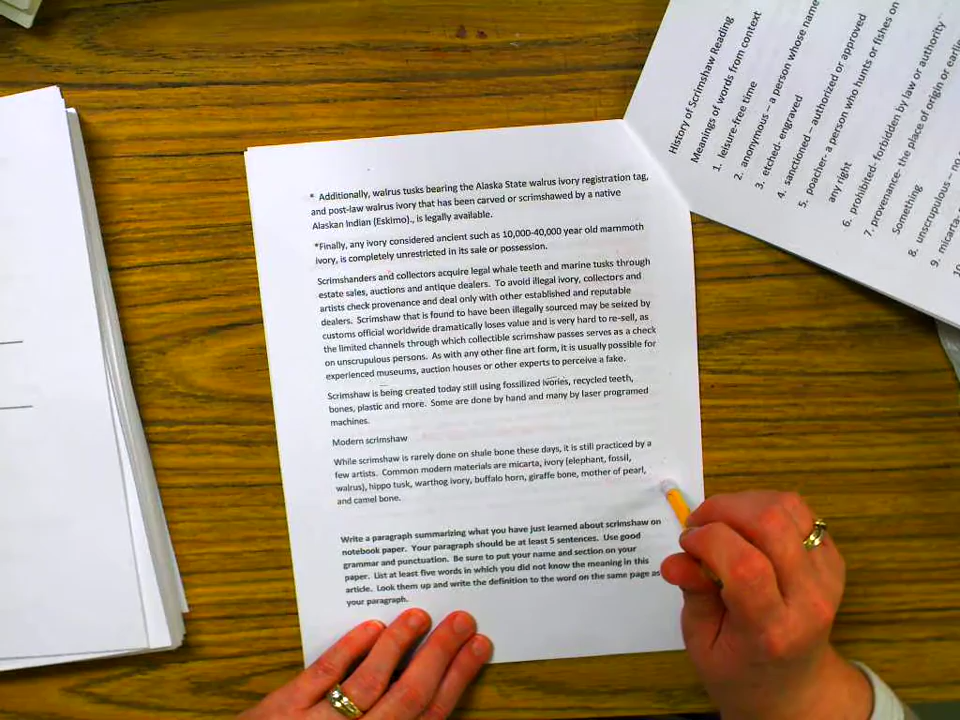 * Additionally, walrus tusks bearing the Alaska State walrus ivory registration tag,
and post-law walrus ivory that has been carved or scrimshawed by a native
Alaskan Indian (Eskimo)., is legally available.
*Finally, any ivory considered ancient such as 10,000-40,000 year old mammoth
ivory, is completely unrestricted in its sale or possession.
Scrimshanders and collectors acquire legal whale teeth and marine tusks through
estate sales, auctions and antique dealers. To avoid illegal ivory, collectors and
artists check provenance and deal only with other established and reputable
dealers. Scrimshaw that is found to have been illegally sourced may be seized by
customs official worldwide dramatically loses value and is very hard to re-sell, as
the limited channels through which collectible scrimshaw passes serves as a check
on unscrupulous persons. As with any other fine art form, it is usually possible for
experienced museums, auction houses or other experts to perceive a fake.
Scrimshaw is being created today still using fossilized ivories, recycled teeth,
bones, plastic and more. Some are done by hand and many by laser programed
machines.
Modern scrimshaw
While scrimshaw is rarely done on shale bone these days, it is still practiced by a
few artists. Common modern materials are micarta, ivory (elephant, fossil,
walrus), hippo tusk, warthog ivory, buffalo horn, giraffe bone, mother of pearl,
and camel bone.
Write a paragraph summarizing what you have just learned about scrimshaw on
notebook paper. Your paragraph should be at least 5 sentences. Use good
grammar and punctuation. Be sure to put your name and section on your
paper. List at least five words in which you did not know the meaning in this
article. Look them up and write the definition to the word on the same page as
your paragraph.
History of Scrimshaw Reading
Meanings of words from context
1. leisure-free time
2. anonymous – a person whose name
3. etched- engraved
4. sanctioned – authorized or approved
5. poacher- a person who hunts or fishes on
any right
6. prohibited- forbidden by law or authority
7. provenance- the place of origin or earlie
Something
8. unscrupulous – no
9. micarta-
10